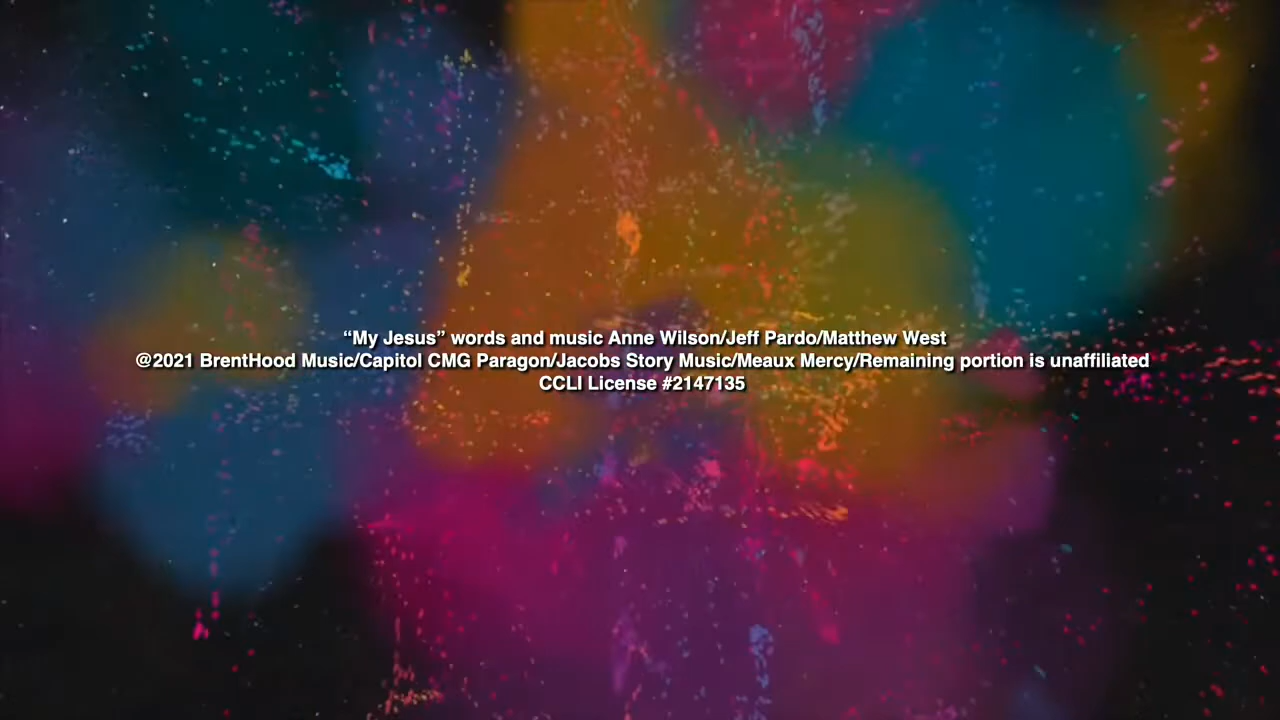 “My Jesus” words and music Anne Wilson/Jeff Pardo/Matthew West
@2021 BrentHood Music/Capitol CMG Paragon/Jacobs Story Music/Meaux Mercy/Remaining portion is unaffiliated
CCLI License #2147135